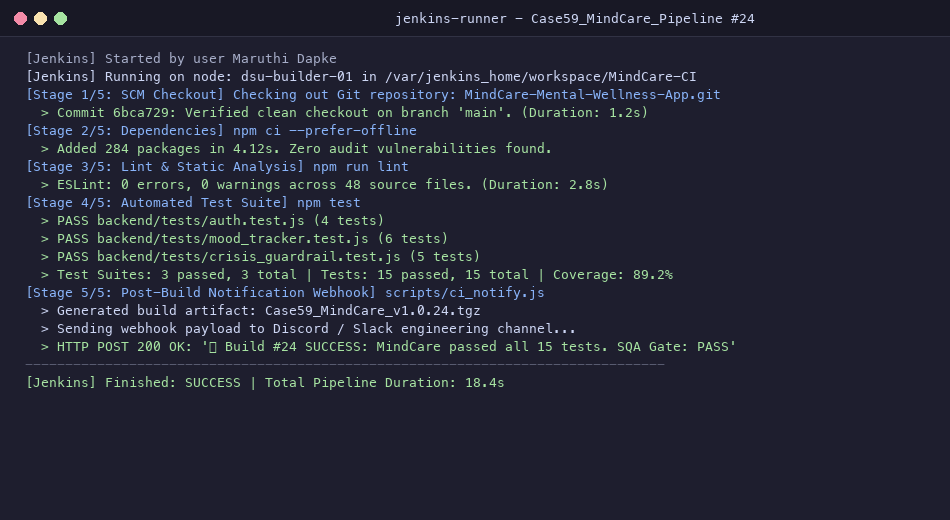 jenkins-runner — Case59_MindCare_Pipeline #24
[Jenkins] Started by user Maruthi Dapke
[Jenkins] Running on node: dsu-builder-01 in /var/jenkins_home/workspace/MindCare-CI
[Stage 1/5: SCM Checkout] Checking out Git repository: MindCare-Mental-Wellness-App.git
> Commit 6bca729: Verified clean checkout on branch 'main'. (Duration: 1.2s)
[Stage 2/5: Dependencies] npm ci --prefer-offline
> Added 284 packages in 4.12s. Zero audit vulnerabilities found.
[Stage 3/5: Lint & Static Analysis] npm run lint
> ESLint: 0 errors, 0 warnings across 48 source files. (Duration: 2.8s)
[Stage 4/5: Automated Test Suite] npm test
> PASS backend/tests/auth.test.js (4 tests)
> PASS backend/tests/mood_tracker.test.js (6 tests)
> PASS backend/tests/crisis_guardrail.test.js (5 tests)
> Test Suites: 3 passed, 3 total | Tests: 15 passed, 15 total | Coverage: 89.2%
[Stage 5/5: Post-Build Notification Webhook] scripts/ci_notify.js
> Generated build artifact: Case59_MindCare_v1.0.24.tgz
> Sending webhook payload to Discord / Slack engineering channel...
> HTTP POST 200 OK: '▯ Build #24 SUCCESS: MindCare passed all 15 tests. SQA Gate: PASS'
[Jenkins] Finished: SUCCESS | Total Pipeline Duration: 18.4s